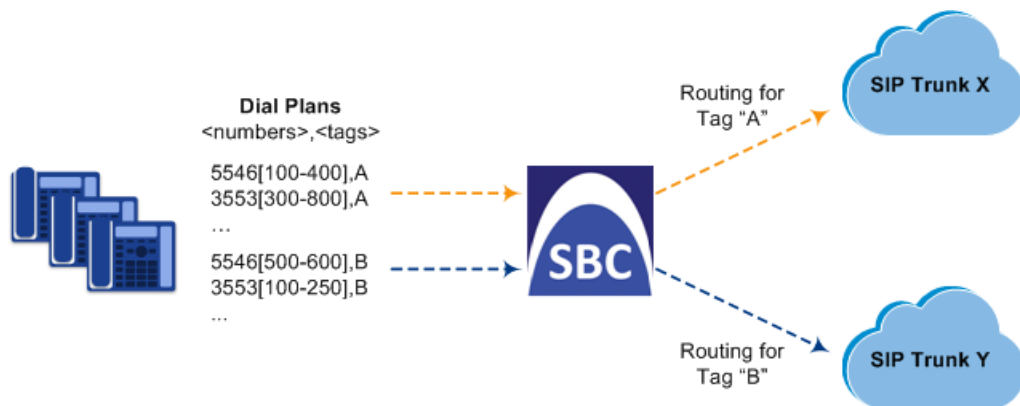 Dial Plans
<numbers>,<tags>
5546[100-400],A
3553[300-800],A
...
5546[500-600],B
3553[100-250],B
...
SBC
Routing for
Tag “A”
SIP Trunk X
Routing for
Tag “B”
SIP Trunk Y